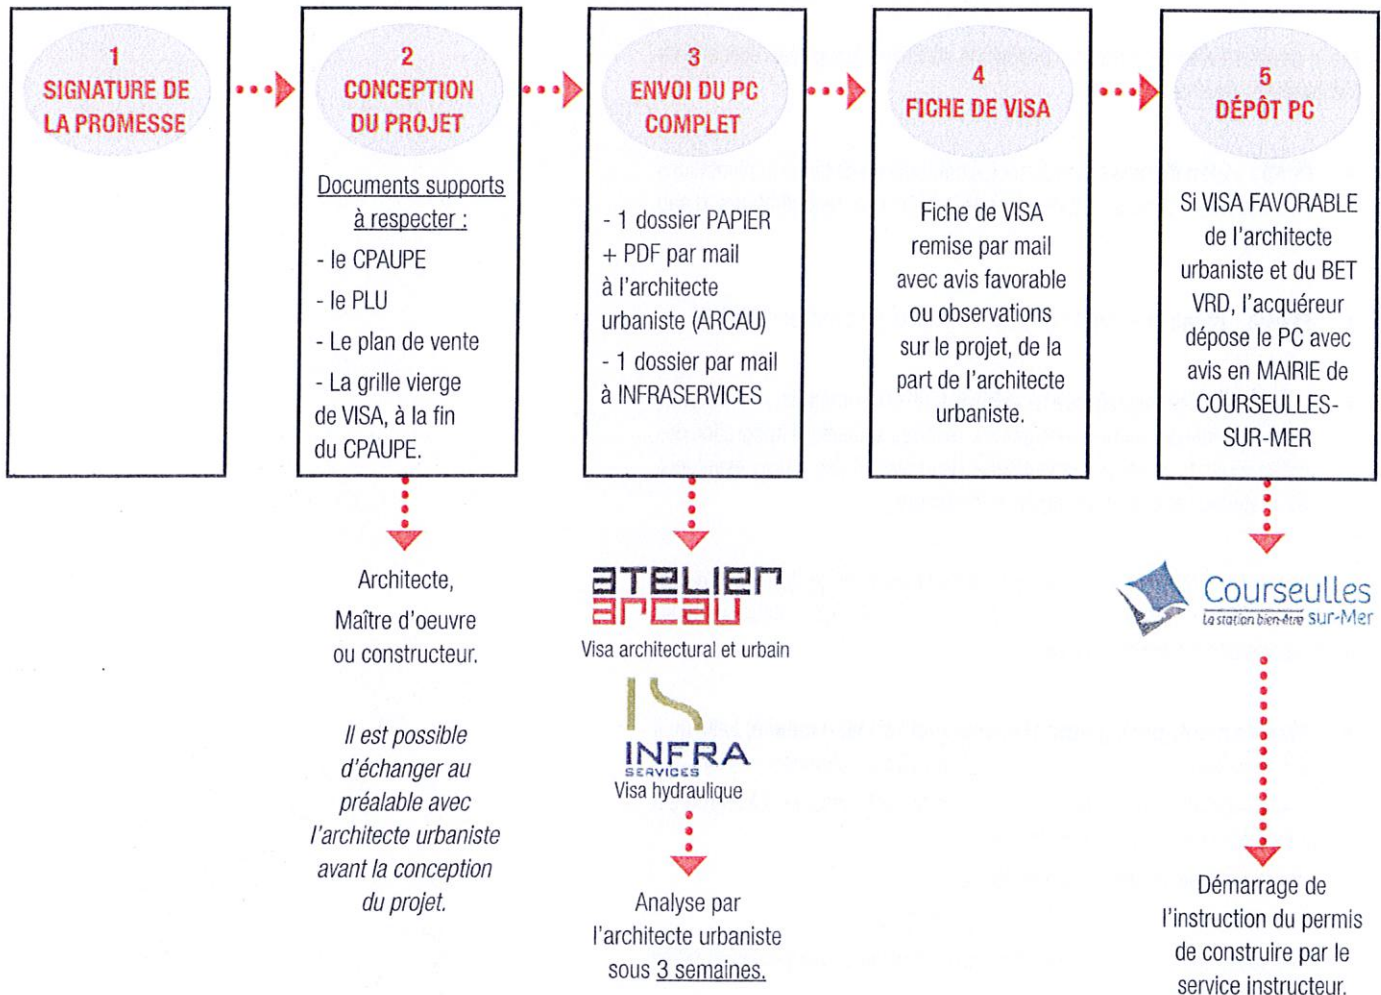 1
SIGNATURE DE
LA PROMESSE
2
CONCEPTION
DU PROJET
Documents supports
à respecter :
- le CPAUPE
- le PLU
- Le plan de vente
- La grille vierge
de VISA, à la fin
du CPAUPE.
Architecte,
Maître d'oeuvre
ou constructeur.
Il est possible
d'échanger au
préalable avec
l'architecte urbaniste
avant la conception
du projet.
3
ENVOI DU PC
COMPLET
- 1 dossier PAPIER
+ PDF par mail
à l'architecte
urbaniste (ARCAU)
- 1 dossier par mail
à INFRASERVICES
atelier
arcau
Visa architectural et urbain
INFRA
SERVICES
Visa hydraulique
Analyse par
l'architecte urbaniste
sous 3 semaines.
4
FICHE DE VISA
Fiche de VISA
remise par mail
avec avis favorable
ou observations
sur le projet, de la
part de l'architecte
urbaniste.
5
DÉPÔT PC
Si VISA FAVORABLE
de l'architecte
urbaniste et du BET
VRD, l'acquéreur
dépose le PC avec
avis en MAIRIE de
COURSEULLES-
SUR-MER
Courseulles
La station bien-être sur-Mer
Démarrage de
l'instruction du permis
de construire par le
service instructeur.